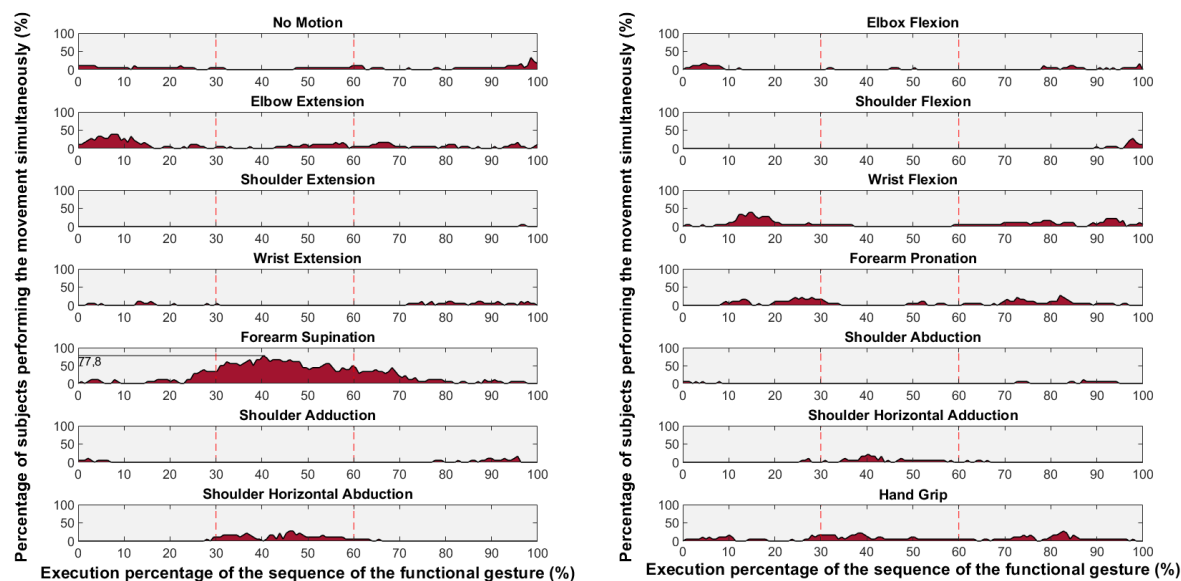 Percentage of subjects performing the movement simultaneously (%)
No Motion
100
50
0
0 10 20 30 40 50 60 70 80 90 100
Elbow Extension
100
50
0
0 10 20 30 40 50 60 70 80 90 100
Shoulder Extension
100
50
0
0 10 20 30 40 50 60 70 80 90 100
Wrist Extension
100
50
0
0 10 20 30 40 50 60 70 80 90 100
Forearm Supination
100
77,8
50
0
0 10 20 30 40 50 60 70 80 90 100
Shoulder Adduction
100
50
0
0 10 20 30 40 50 60 70 80 90 100
Shoulder Horizontal Abduction
100
50
0
0 10 20 30 40 50 60 70 80 90 100
Execution percentage of the sequence of the functional gesture (%)
Percentage of subjects performing the movement simultaneously (%)
Elbox Flexion
100
50
0
0 10 20 30 40 50 60 70 80 90 100
Shoulder Flexion
100
50
0
0 10 20 30 40 50 60 70 80 90 100
Wrist Flexion
100
50
0
0 10 20 30 40 50 60 70 80 90 100
Forearm Pronation
100
50
0
0 10 20 30 40 50 60 70 80 90 100
Shoulder Abduction
100
50
0
0 10 20 30 40 50 60 70 80 90 100
Shoulder Horizontal Adduction
100
50
0
0 10 20 30 40 50 60 70 80 90 100
Hand Grip
100
50
0
0 10 20 30 40 50 60 70 80 90 100
Execution percentage of the sequence of the functional gesture (%)